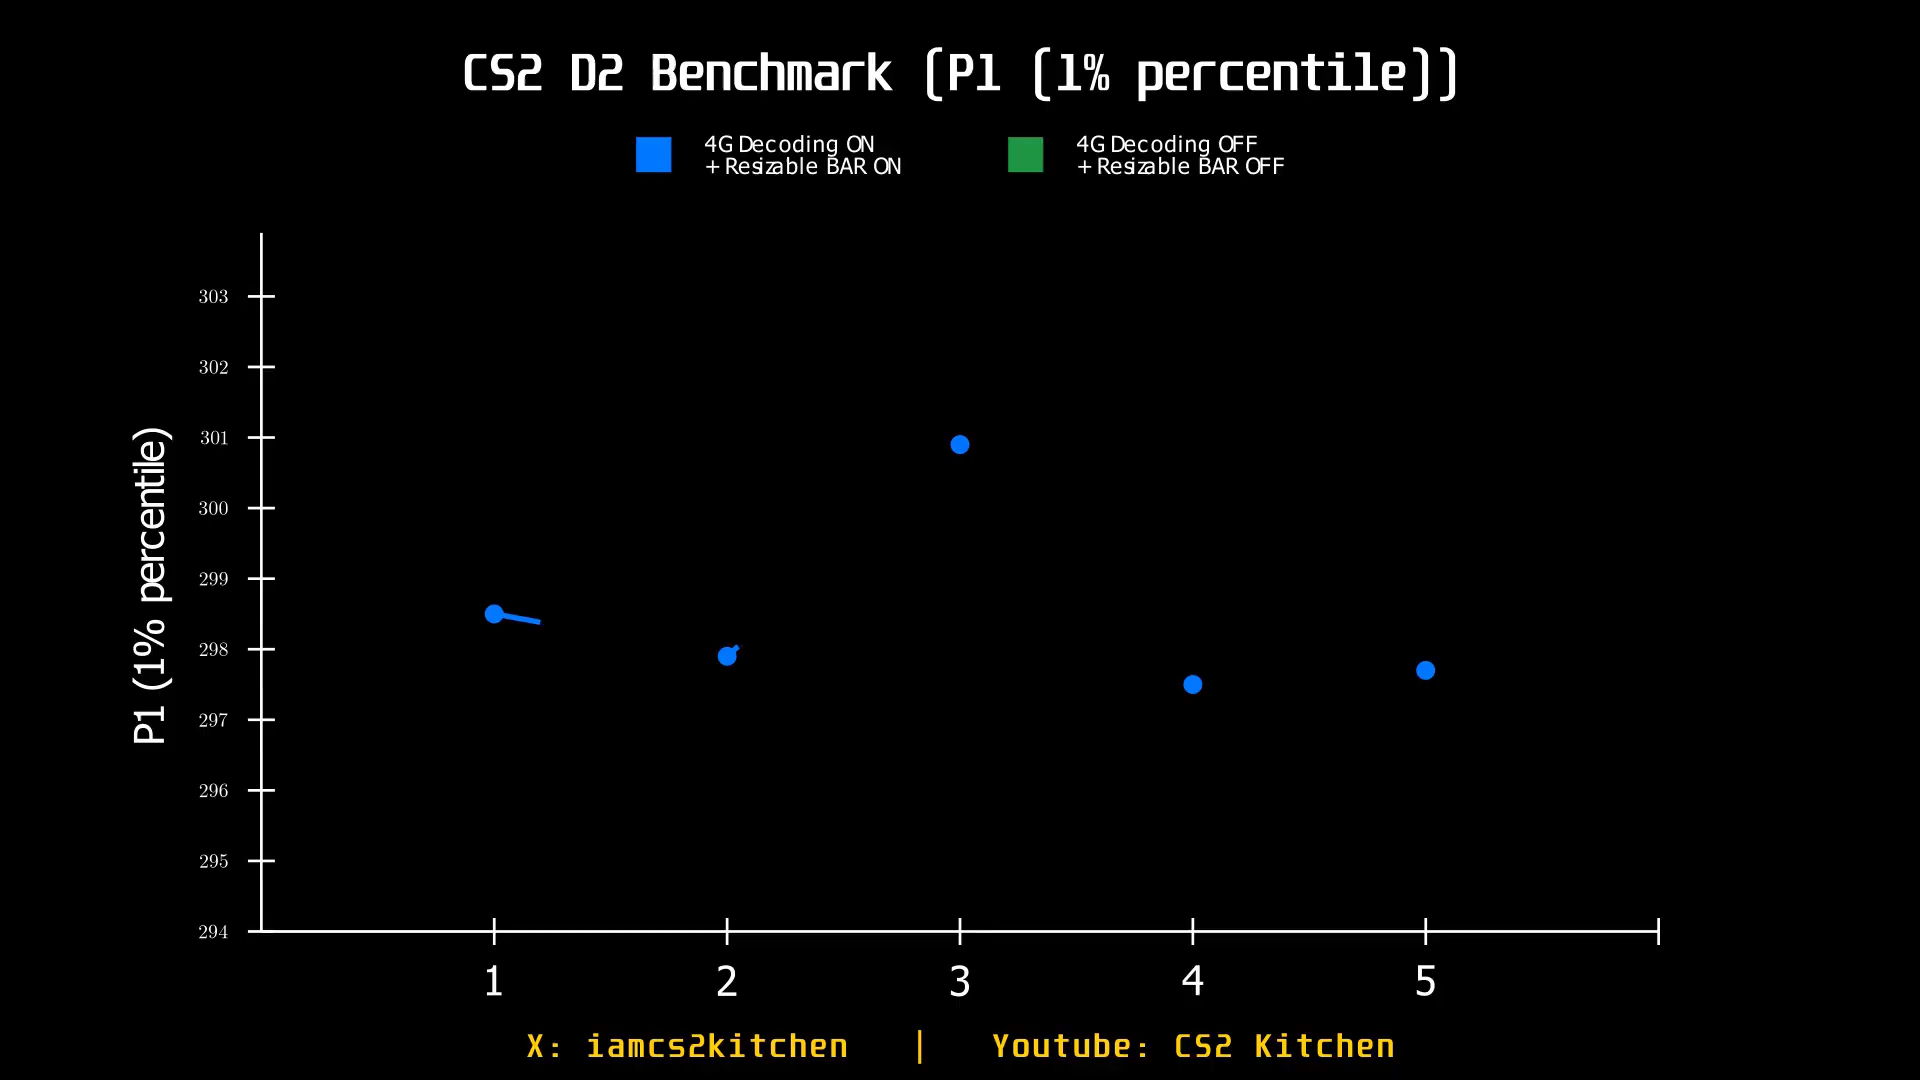 CS2 D2 Benchmark (P1 (1% percentile))
4G Decoding ON
+ Resizable BAR ON
4G Decoding OFF
+ Resizable BAR OFF
P1 (1% percentile)
303
302
301
300
299
298
297
296
295
294
1 2 3 4 5
X: iamcs2kitchen | Youtube: CS2 Kitchen